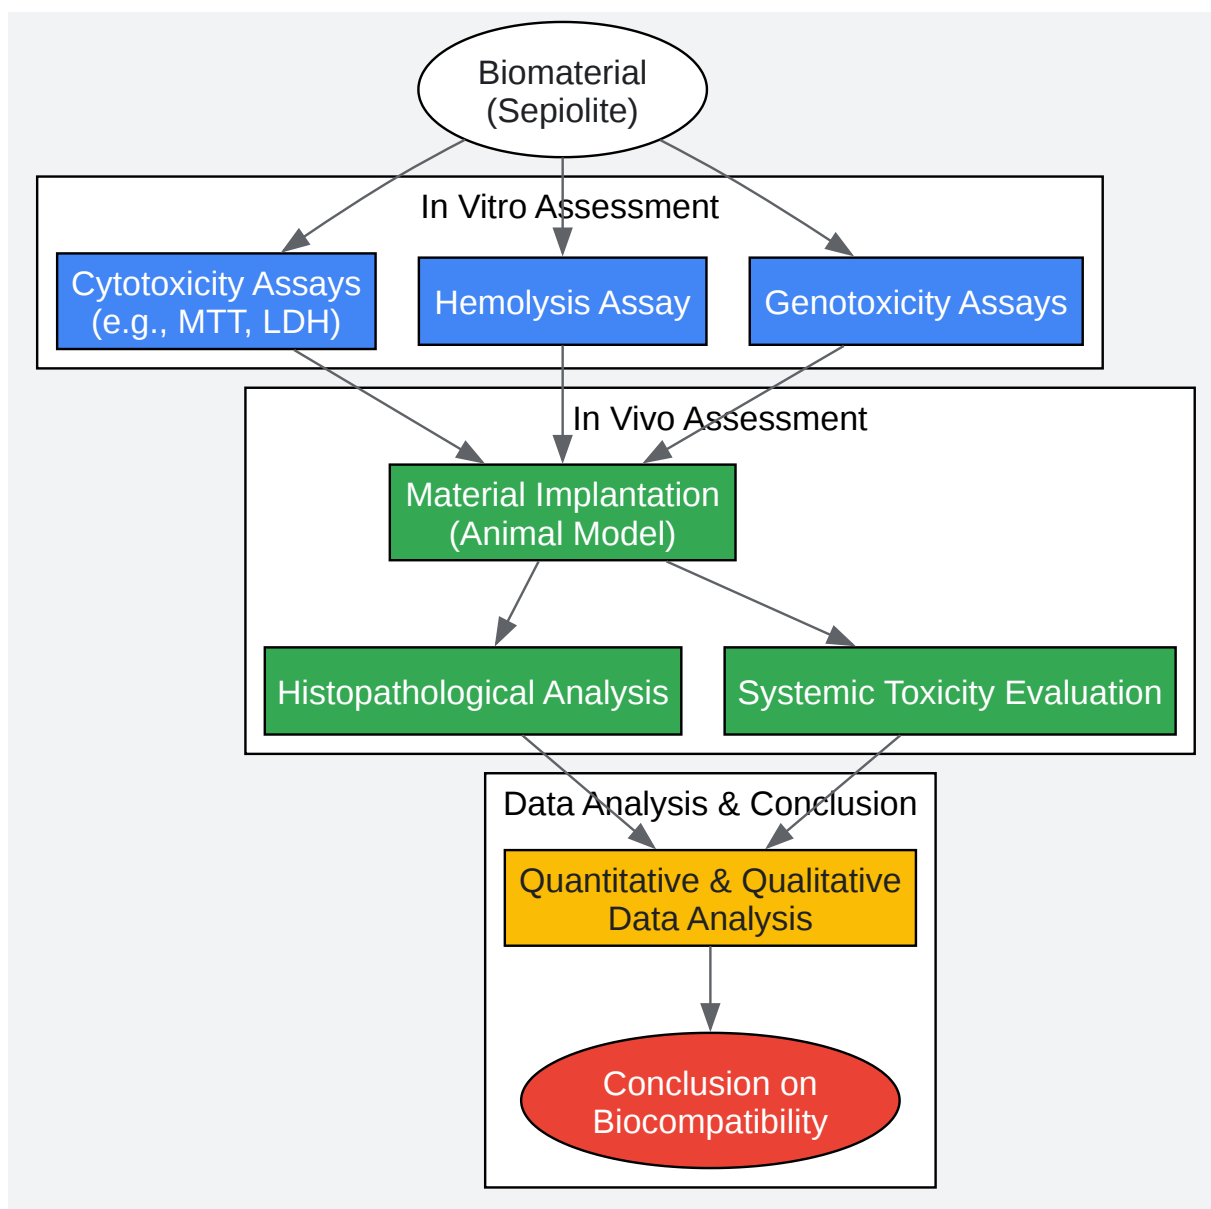 Biomaterial
(Sepiolite)
In Vitro Assessment
Cytotoxicity Assays
(e.g., MTT, LDH)
Hemolysis Assay
Genotoxicity Assays
In Vivo Assessment
Material Implantation
(Animal Model)
Histopathological Analysis
Systemic Toxicity Evaluation
Data Analysis & Conclusion
Quantitative & Qualitative
Data Analysis
Conclusion on
Biocompatibility